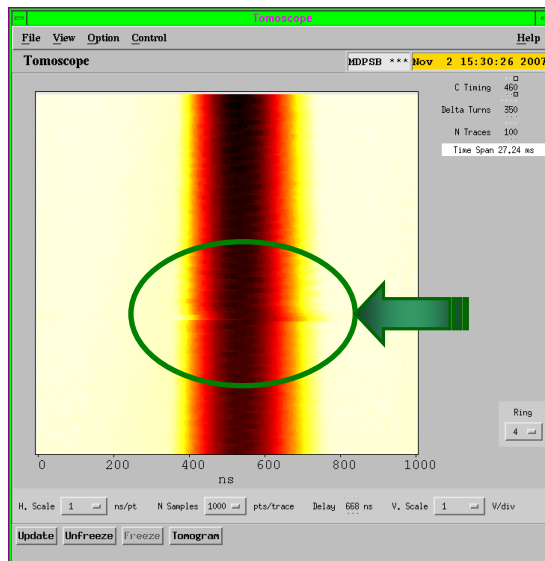 Tomoscope
File View Option Control Help
Tomoscope MDPSB *** Nov 2 15:30:26 2007
C Timing 460
Delta Turns 350
N Traces 100
Time Span 27.24 ms
Ring
4
0 200 400 600 800 1000
ns
H. Scale 1 ns/pt N Samples 1000 pts/trace Delay 668 ns V. Scale 1 V/div
Update Unfreeze Freeze Tomogram